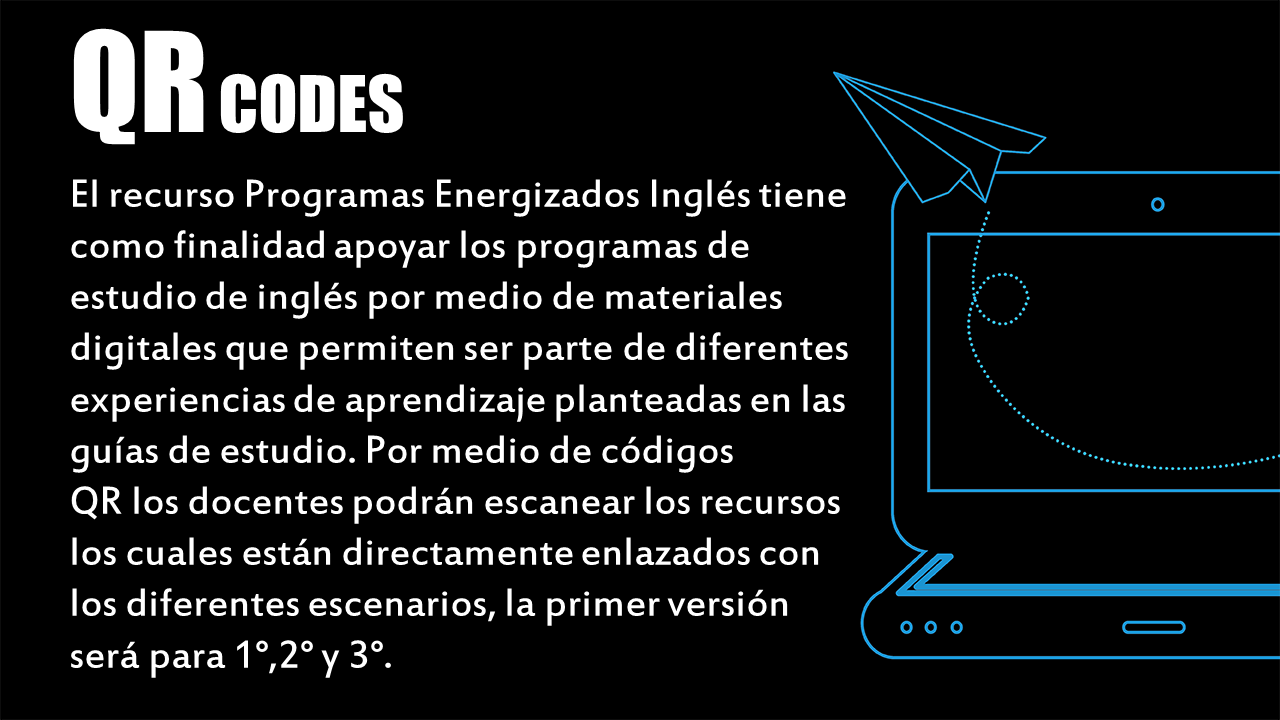 QR CODES
El recurso Programas Energizados Inglés tiene
como finalidad apoyar los programas de
estudio de inglés por medio de materiales
digitales que permiten ser parte de diferentes
experiencias de aprendizaje planteadas en las
guías de estudio. Por medio de códigos
QR los docentes podrán escanear los recursos
los cuales están directamente enlazados con
los diferentes escenarios, la primer versión
será para 1°,2° y 3°.